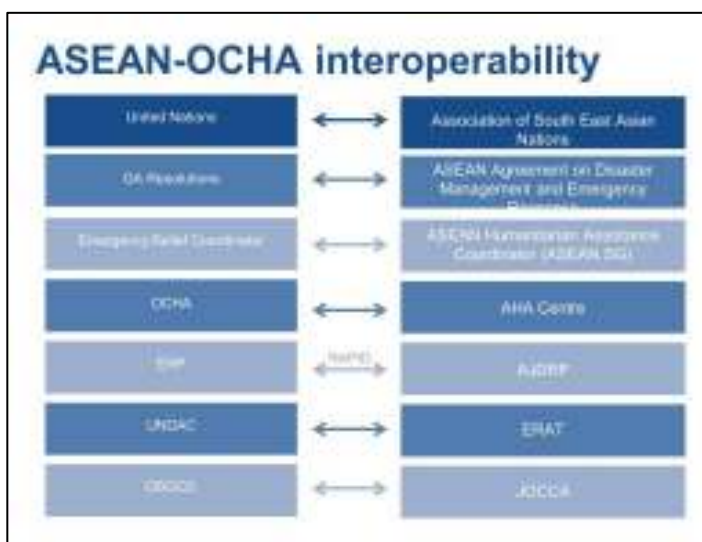 ASEAN-OCHA interoperability
United Nations
Association of South East Asian
Nations
GA Resolutions
ASEAN Agreement on Disaster
Management and Emergency
Emergency Relief Coordinator
ASEAN Humanitarian Assistance
Coordinator (ASEAN SG)
OCHA
AHA Centre
UNDAC
ERAT
JOCCA